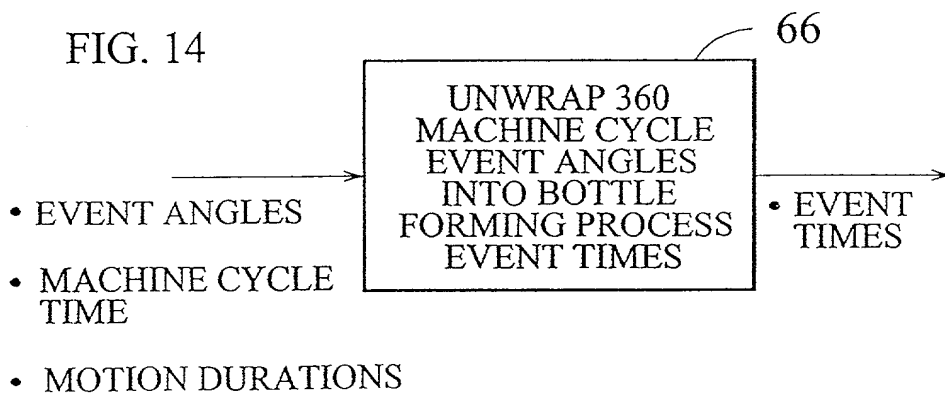 FIG. 14
66
UNWRAP 360
MACHINE CYCLE
EVENT ANGLES
INTO BOTTLE
FORMING PROCESS
EVENT TIMES
• EVENT ANGLES
• MACHINE CYCLE
TIME
• MOTION DURATIONS
• EVENT
TIMES